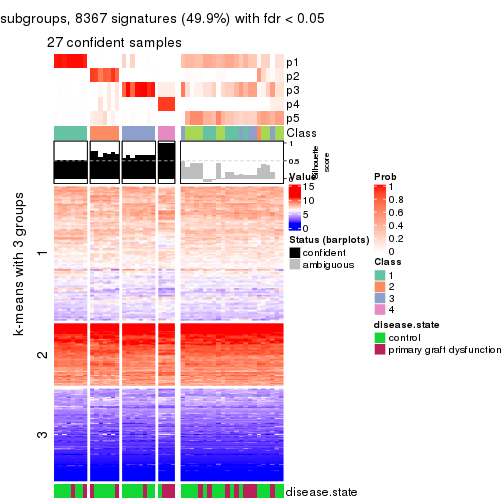 subgroups, 8367 signatures (49.9%) with fdr < 0.05
27 confident samples
p1
p2
p3
p4
p5
Class
1
0.5
0
Silhouette
score
k-means with 3 groups
1
2
3
disease.state
Value
15
10
5
0
Status (barplots)
confident
ambiguous
Prob
1
0.8
0.6
0.4
0.2
0
Class
1
2
3
4
disease.state
control
primary graft dysfunction